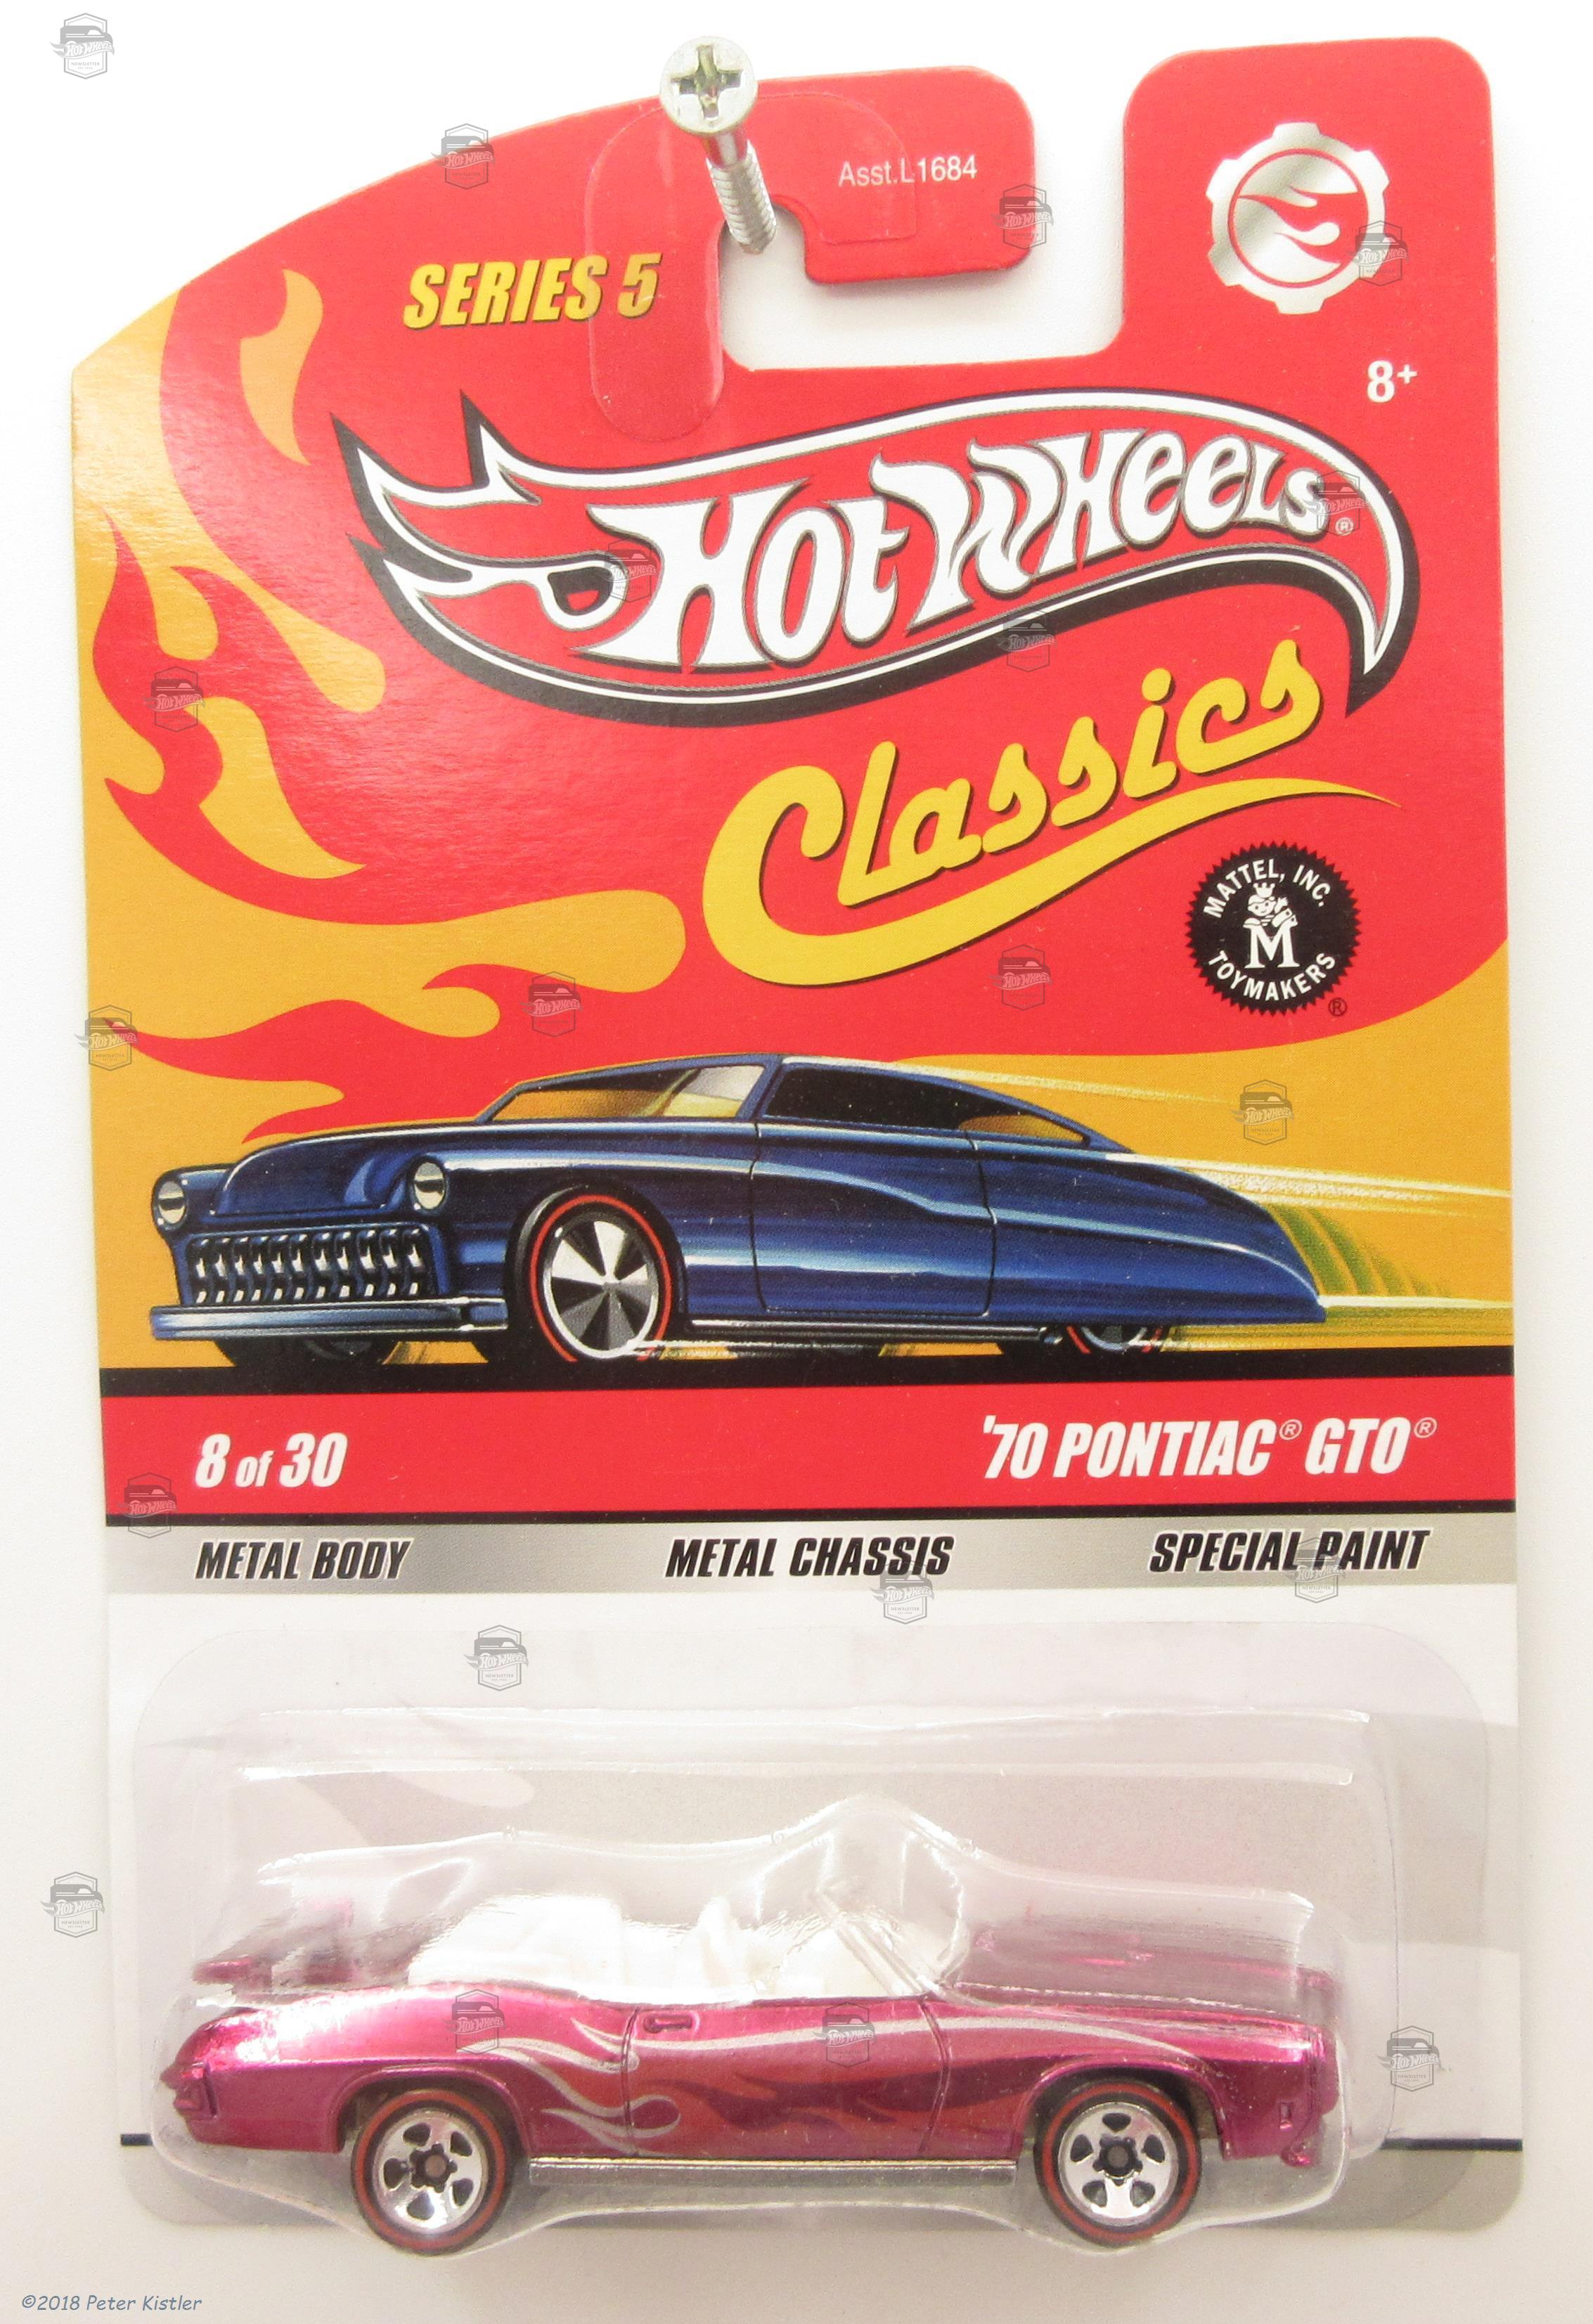 Asst.L1684
SERIES 5
8+
HOT WHEELS®
Classics
MATTEL, INC.
M
TOYMAKERS
®
8 of 30
'70 PONTIAC® GTO®
METAL BODY
METAL CHASSIS
SPECIAL PAINT
©2018 Peter Kistler